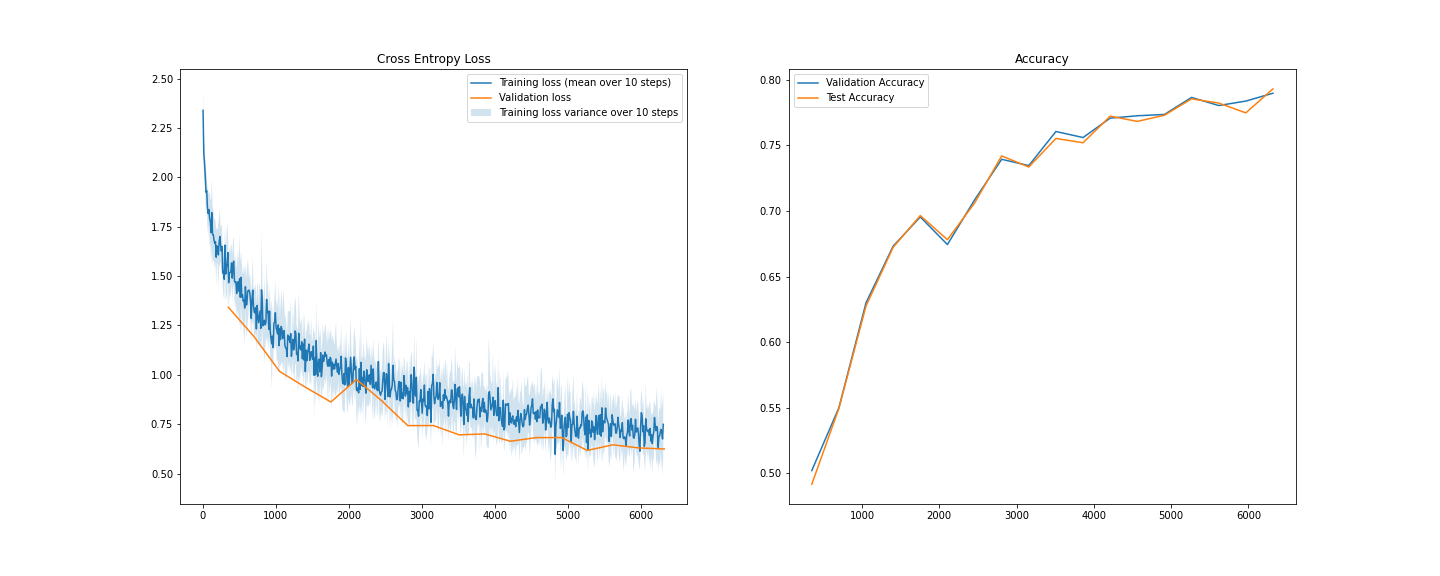 Cross Entropy Loss
2.50
2.25
2.00
1.75
1.50
1.25
1.00
0.75
0.50
0 1000 2000 3000 4000 5000 6000
Training loss (mean over 10 steps)
Validation loss
Training loss variance over 10 steps
Accuracy
0.80
0.75
0.70
0.65
0.60
0.55
0.50
1000 2000 3000 4000 5000 6000
Validation Accuracy
Test Accuracy